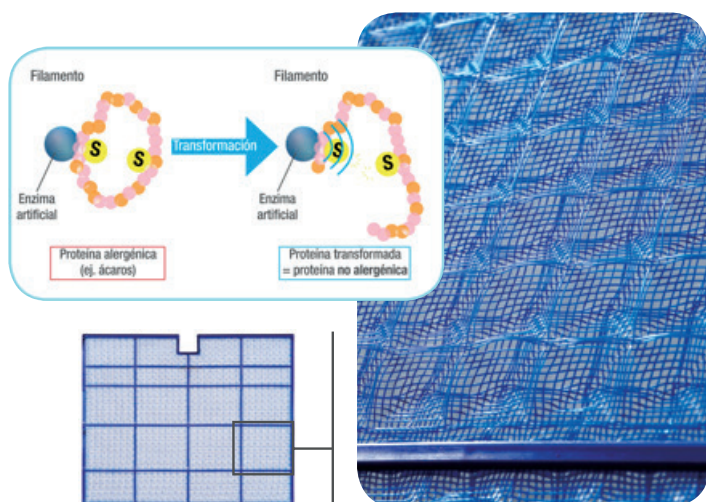 Filamento
Filamento
S
S
Transformación
S
S
Enzima
artificial
Enzima
artificial
Proteína alergénica
(ej. ácaros)
Proteína transformada
= proteína no alergénica